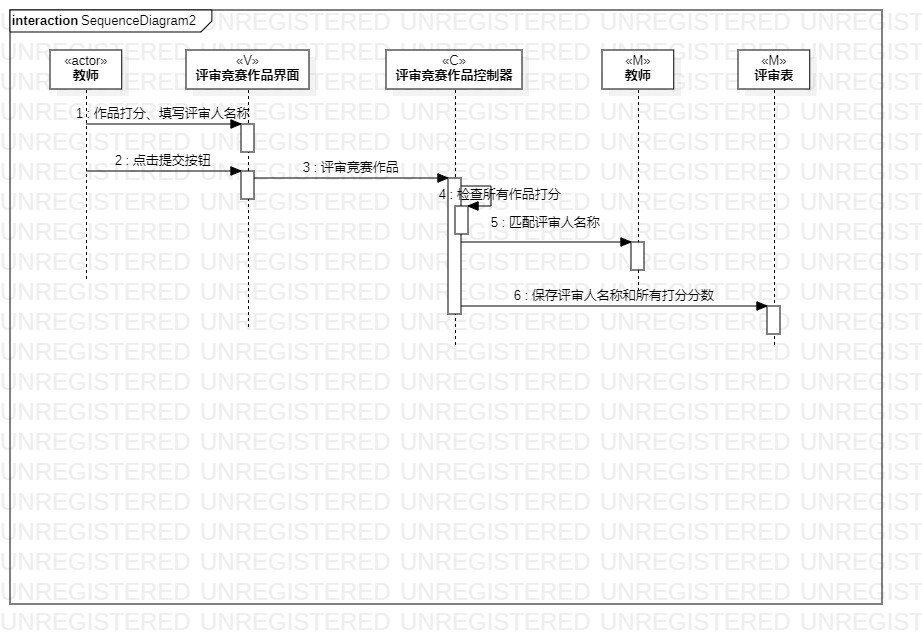 interaction SequenceDiagram2
«actor»
教师
«V»
评审竞赛作品界面
«C»
评审竞赛作品控制器
«M»
教师
«M»
评审表
1 : 作品打分、填写评审人名称
2 : 点击提交按钮
3 : 评审竞赛作品
4 : 检查所有作品打分
5 : 匹配评审人名称
6 : 保存评审人名称和所有打分分数
UNREGISTERED